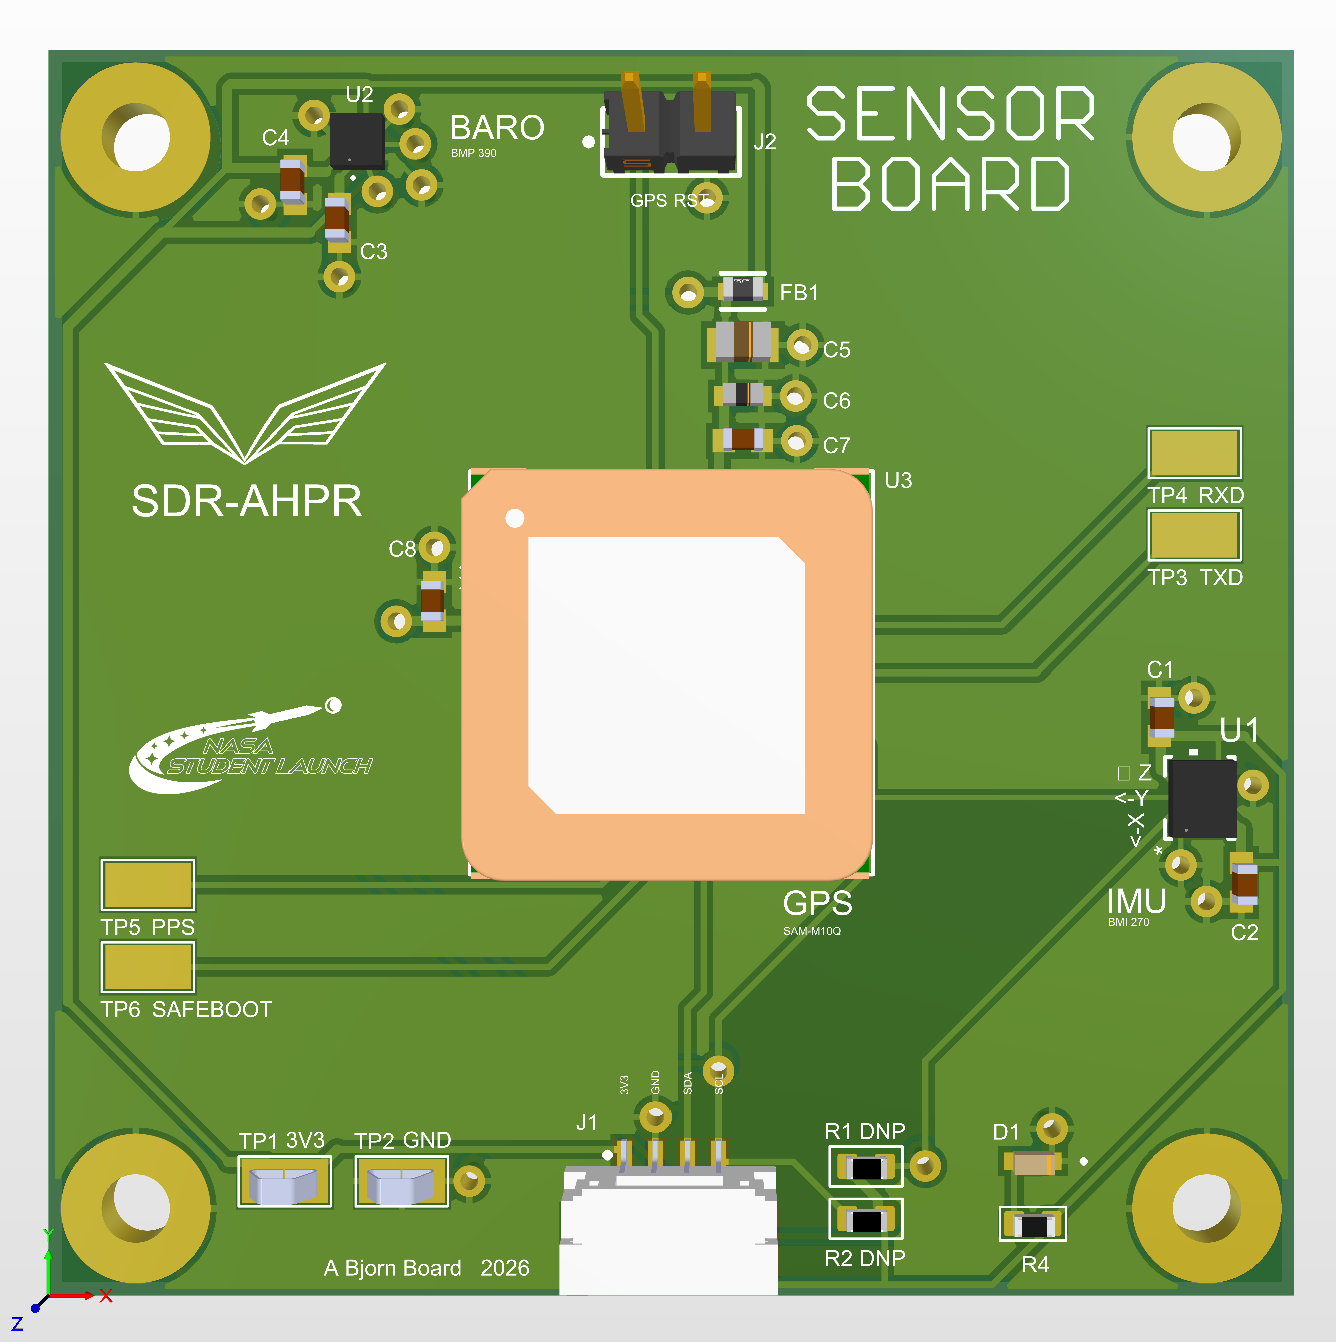 SENSOR
BOARD
U2
C4
BARO
BMP 390
J2
GPS RST
C3
FB1
C5
C6
C7
U3
SDR-AHPR
C8
TP4 RXD
TP3 TXD
C1
U1
Z
<-Y
<-X
*
NASA
STUDENT LAUNCH
IMU
BMI 270
C2
GPS
SAM-M10Q
TP5 PPS
TP6 SAFEBOOT
3V3
GND
SDA
SCL
J1
TP1 3V3
TP2 GND
R1 DNP
D1
R2 DNP
R4
A Bjorn Board 2026
Y
X
Z